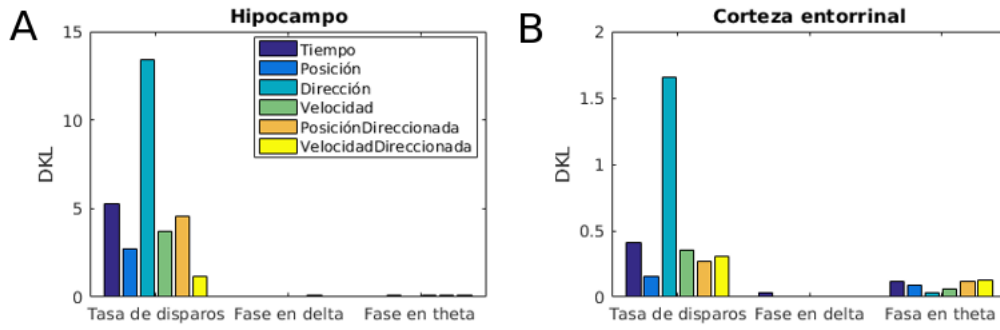 A
Hipocampo
DKL
15
10
5
0
Tiempo
Posición
Dirección
Velocidad
PosiciónDireccionada
VelocidadDireccionada
Tasa de disparos Fase en delta Fase en theta
B
Corteza entorrinal
DKL
2
1.5
1
0.5
0
Tasa de disparos Fase en delta Fasa en theta